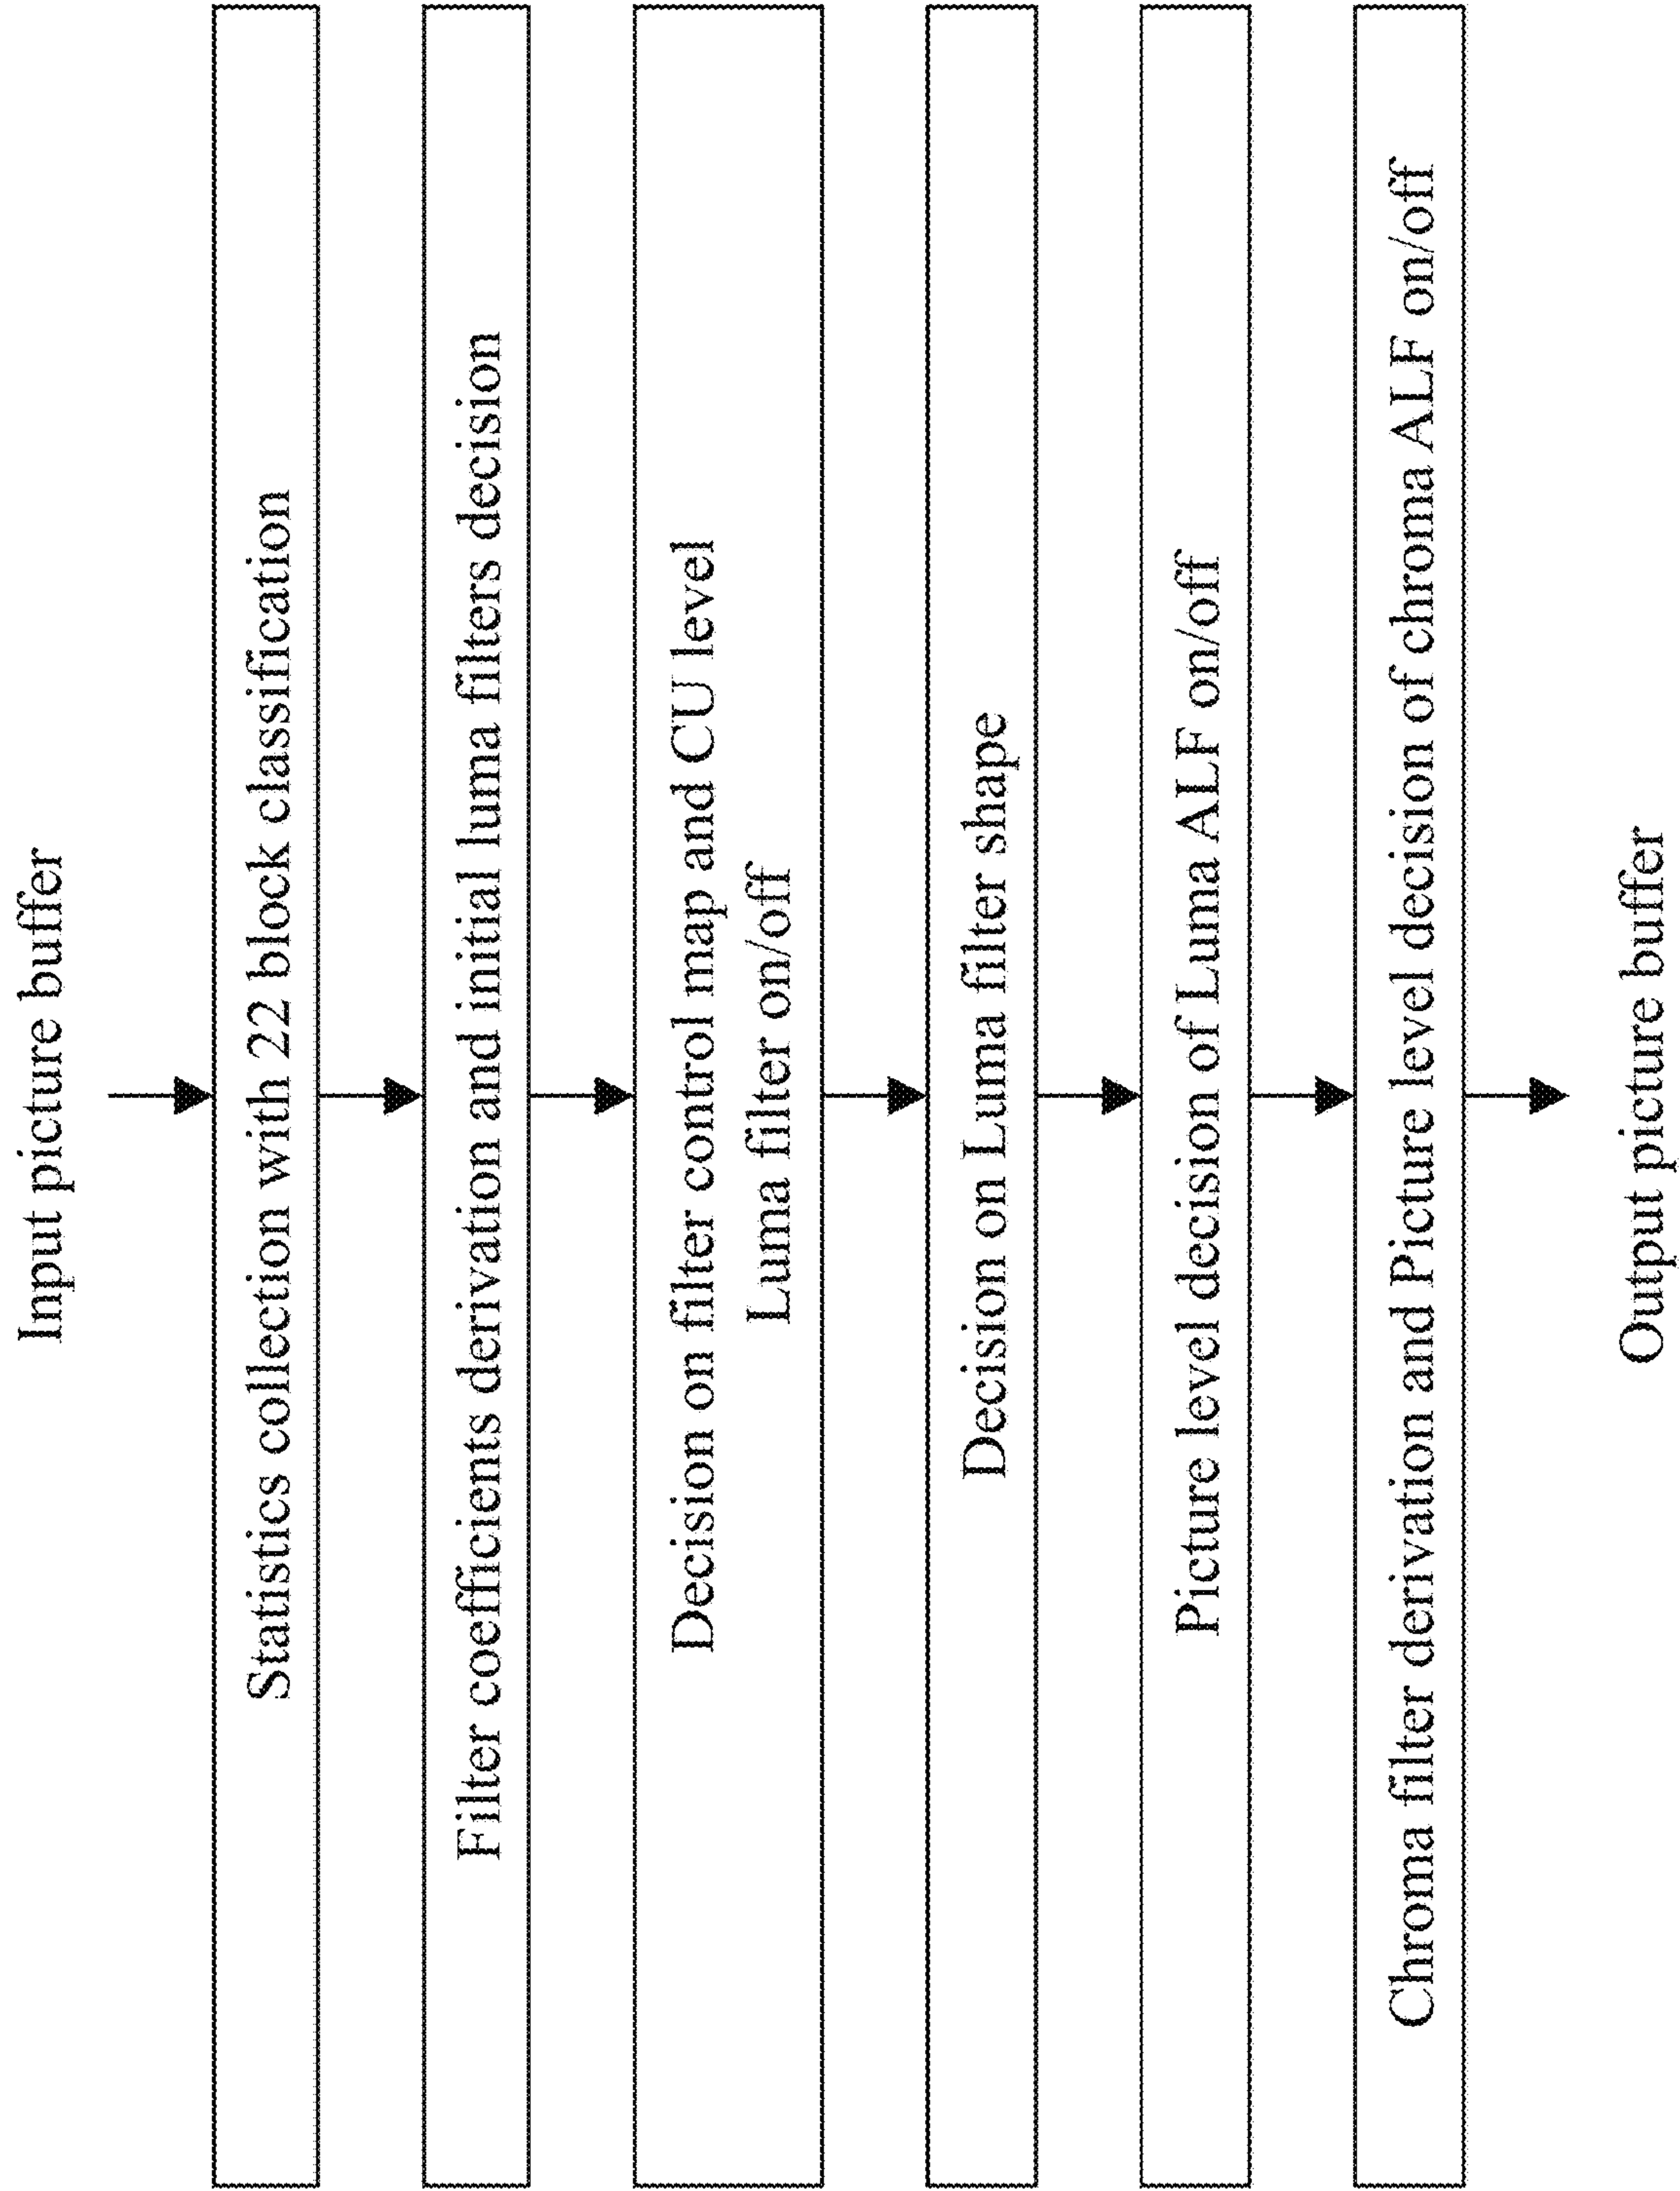 Input picture buffer
Statistics collection with 22 block classification
Filter coefficients derivation and initial luma filters decision
Decision on filter control map and CU level
Luma filter on/off
Decision on Luma filter shape
Picture level decision of Luma ALF on/off
Chroma filter derivation and Picture level decision of chroma ALF on/off
Output picture buffer